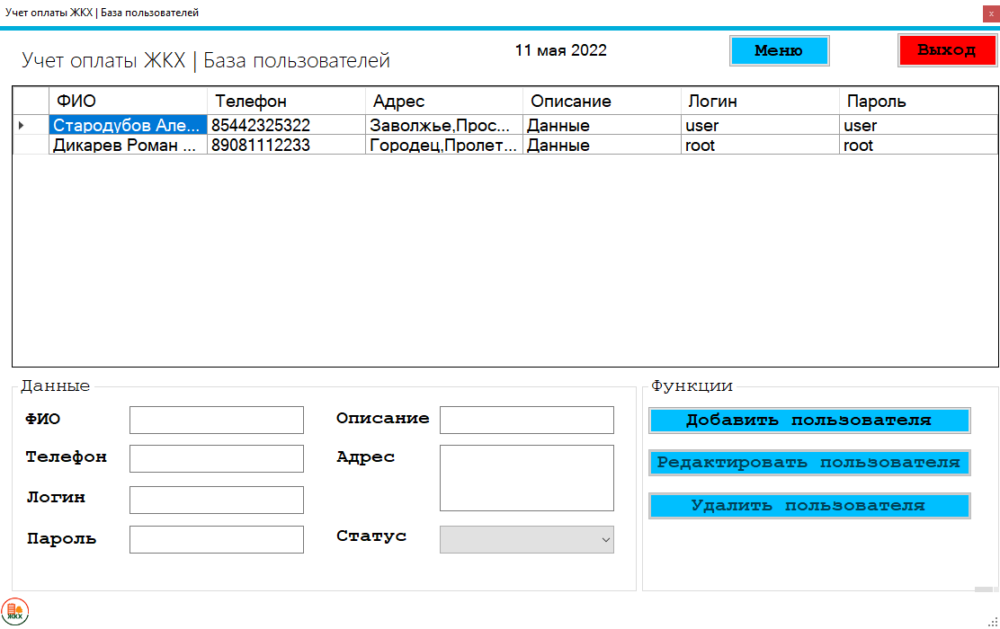 Учет оплаты ЖКХ | База пользователей
x
Учет оплаты ЖКХ | База пользователей
11 мая 2022
Меню
Выход
ФИО Телефон Адрес Описание Логин Пароль
Стародубов Але... 85442325322 Заволжье,Прос... Данные user user
Дикарев Роман ... 89081112233 Городец,Пролет... Данные root root
Данные
ФИО
Телефон
Логин
Пароль
Описание
Адрес
Статус
Функции
Добавить пользователя
Редактировать пользователя
Удалить пользователя
ЖКХ